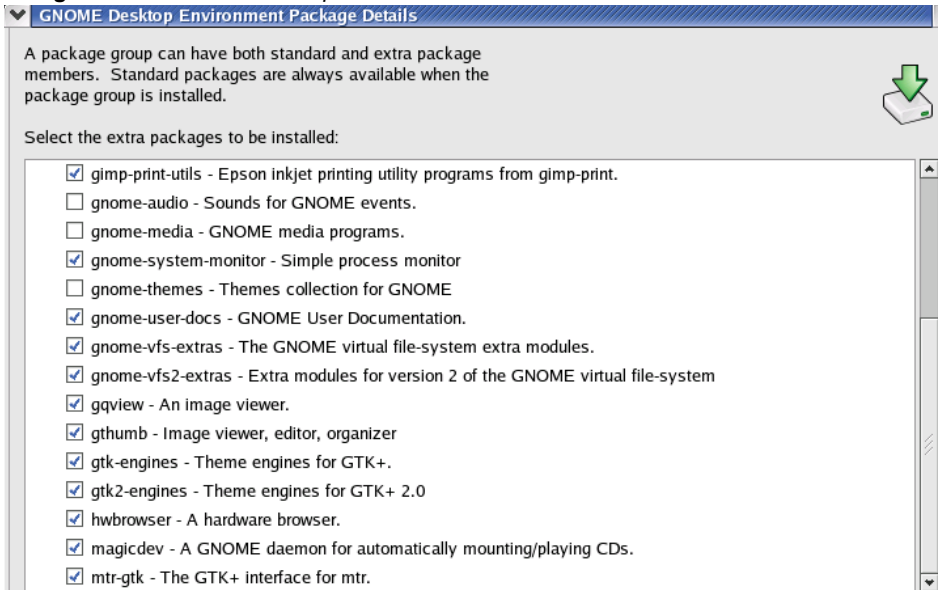 GNOME Desktop Environment Package Details
A package group can have both standard and extra package
members.  Standard packages are always available when the
package group is installed.
Select the extra packages to be installed:
gimp-print-utils - Epson inkjet printing utility programs from gimp-print.
gnome-audio - Sounds for GNOME events.
gnome-media - GNOME media programs.
gnome-system-monitor - Simple process monitor
gnome-themes - Themes collection for GNOME
gnome-user-docs - GNOME User Documentation.
gnome-vfs-extras - The GNOME virtual file-system extra modules.
gnome-vfs2-extras - Extra modules for version 2 of the GNOME virtual file-system
gqview - An image viewer.
gthumb - Image viewer, editor, organizer
gtk-engines - Theme engines for GTK+.
gtk2-engines - Theme engines for GTK+ 2.0
hwbrowser - A hardware browser.
magicdev - A GNOME daemon for automatically mounting/playing CDs.
mtr-gtk - The GTK+ interface for mtr.